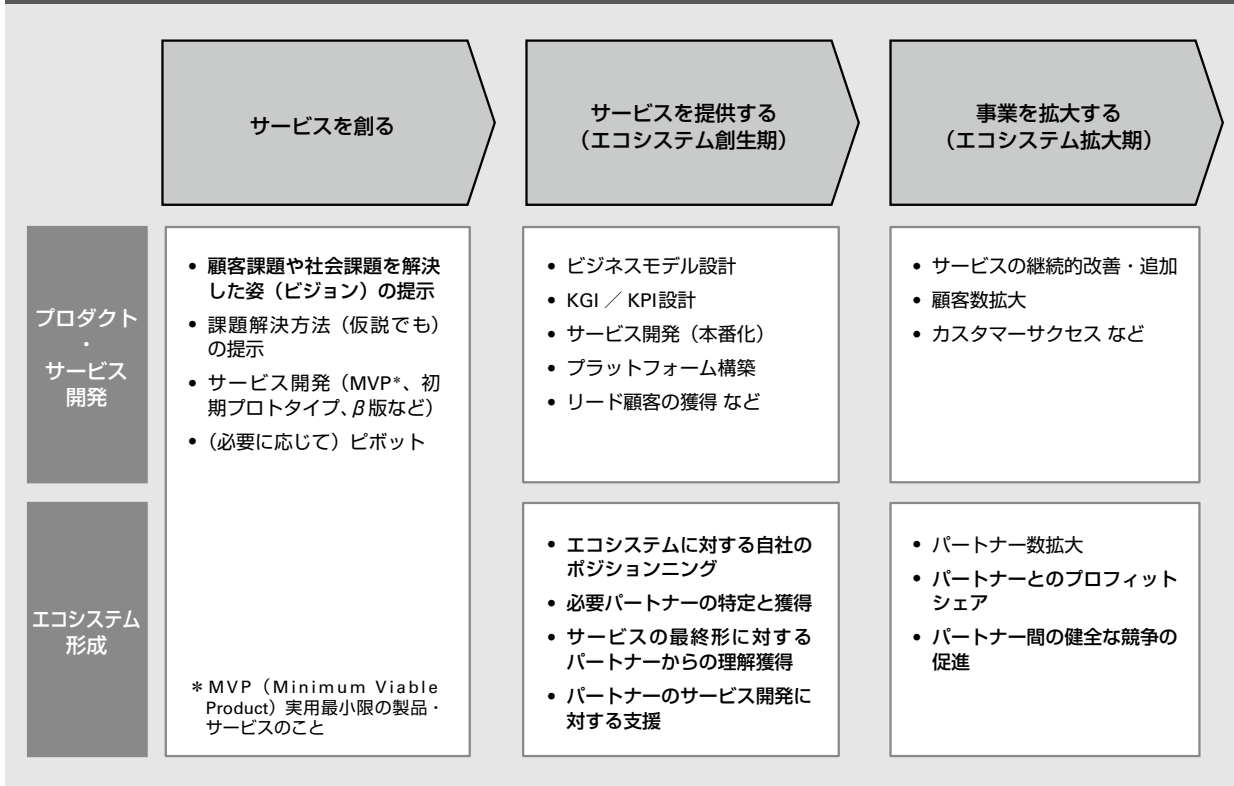 サービスを創る
サービスを提供する
（エコシステム創生期）
事業を拡大する
（エコシステム拡大期）
プロダクト
・
サービス
開発
• 顧客課題や社会課題を解決
した姿（ビジョン）の提示
• 課題解決方法（仮説でも）
の提示
• サービス開発（MVP*、初
期プロトタイプ、β版など）
• （必要に応じて）ピボット
• ビジネスモデル設計
• KGI ／ KPI設計
• サービス開発（本番化）
• プラットフォーム構築
• リード顧客の獲得 など
• サービスの継続的改善・追加
• 顧客数拡大
• カスタマーサクセス など
エコシステム
形成
＊MVP（Minimum Viable
Product）実用最小限の製品・
サービスのこと
• エコシステムに対する自社の
ポジションニング
• 必要パートナーの特定と獲得
• サービスの最終形に対する
パートナーからの理解獲得
• パートナーのサービス開発に
対する支援
• パートナー数拡大
• パートナーとのプロフィット
シェア
• パートナー間の健全な競争の
促進